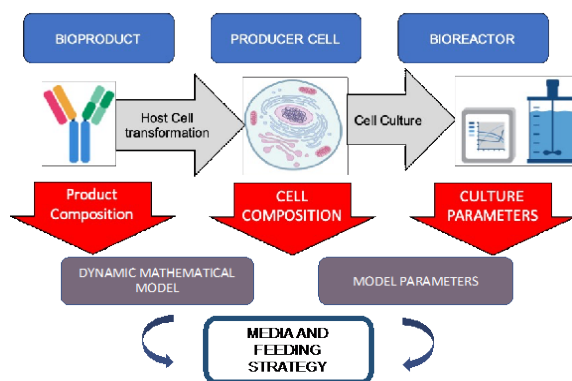 BIOPRODUCT
PRODUCER CELL
BIOREACTOR
Host Cell
transformation
Cell Culture
Product
Composition
CELL
COMPOSITION
CULTURE
PARAMETERS
DYNAMIC MATHEMATICAL
MODEL
MODEL PARAMETERS
MEDIA AND
FEEDING
STRATEGY